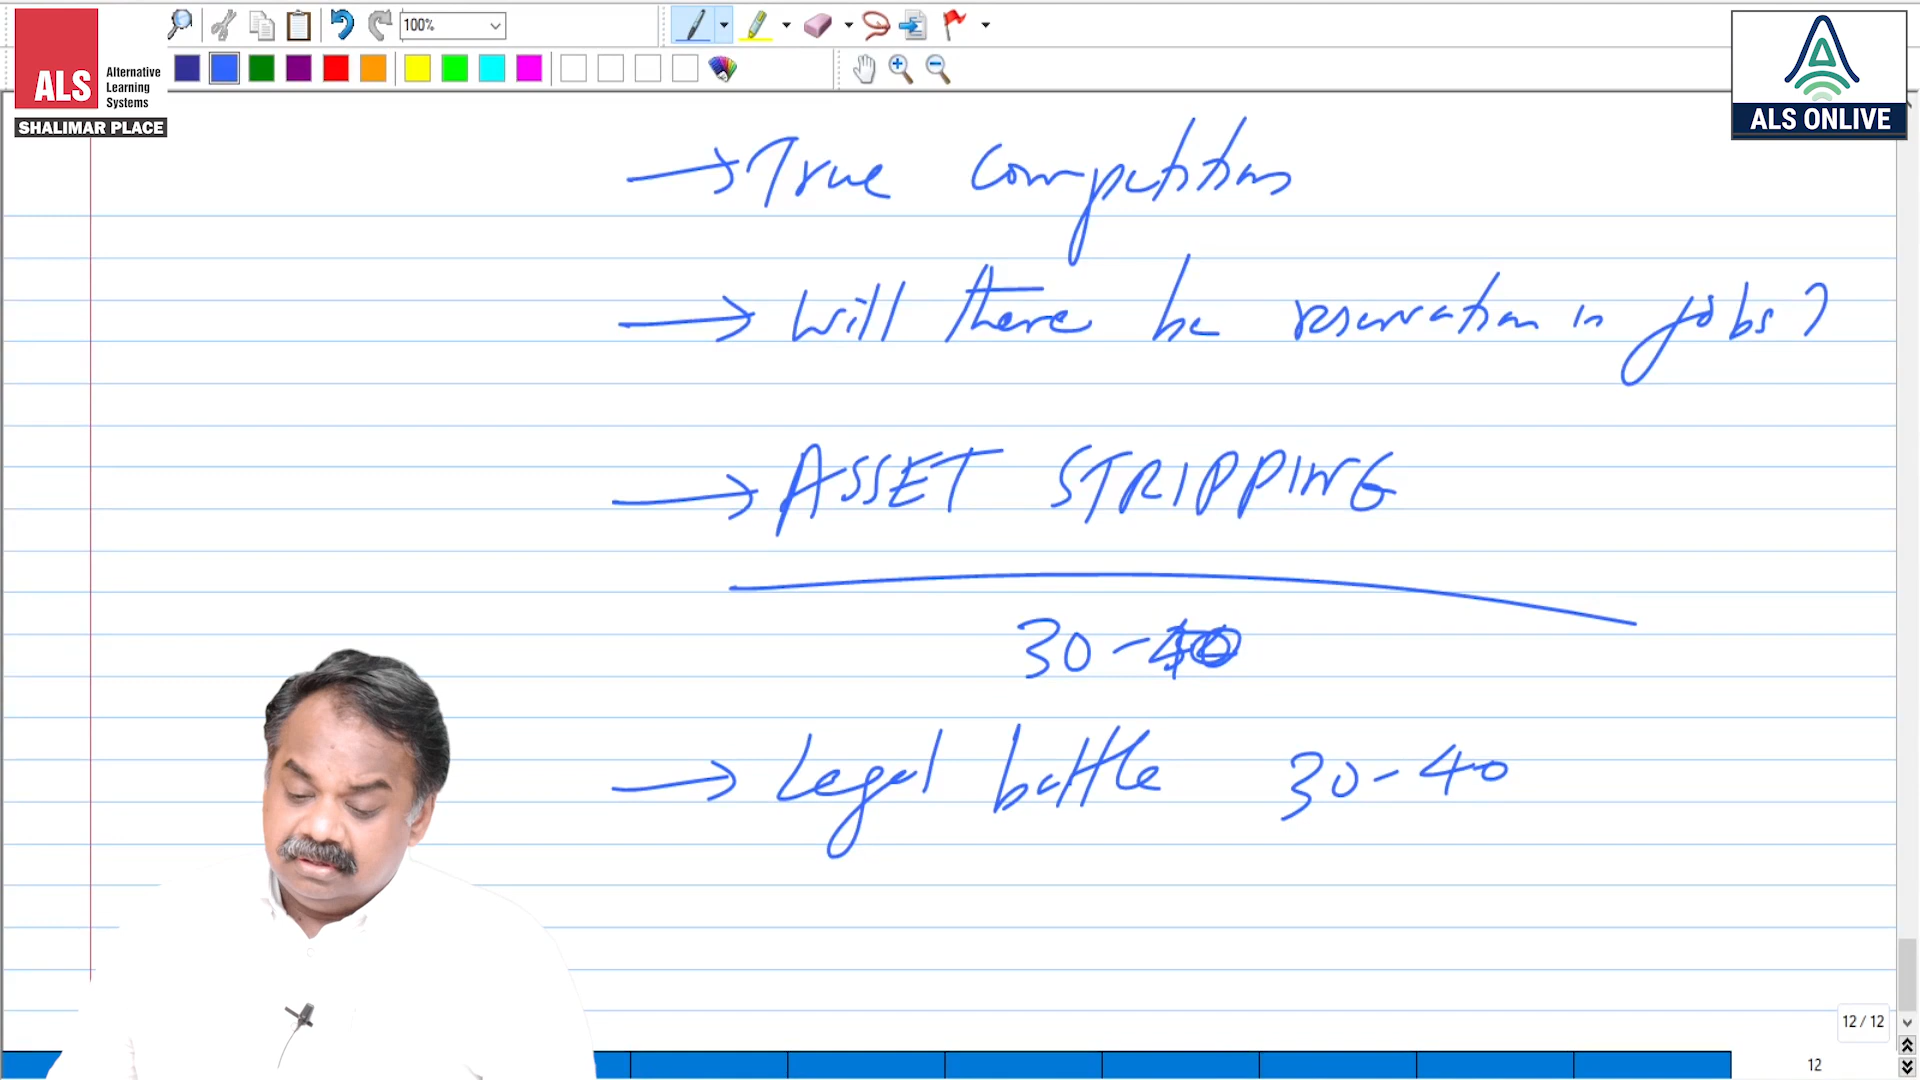 100%
ALS
Alternative
Learning
Systems
SHALIMAR PLACE
ALS ONLIVE
→ True competition
→ Will there be reservation in jobs?
→ ASSET STRIPPING
30-40
→ Legal battle 30-40
12 / 12
12